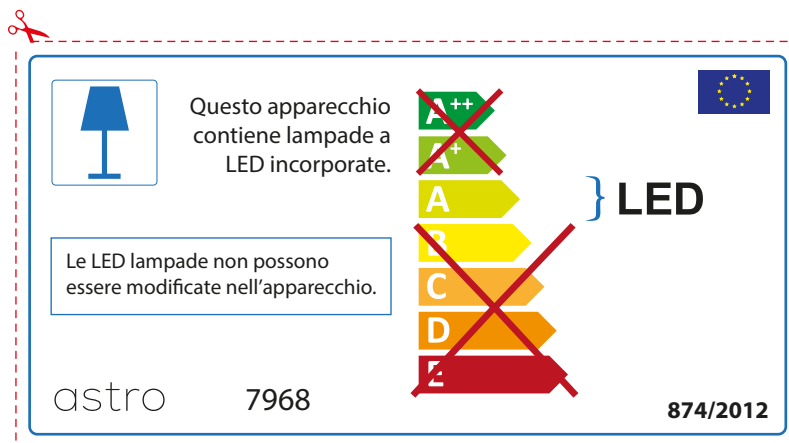 Questo apparecchio
contiene lampade a
LED incorporate.
A++
A+
A
B
C
D
E
LED
Le LED lampade non possono
essere modificate nell'apparecchio.
astro
7968
874/2012